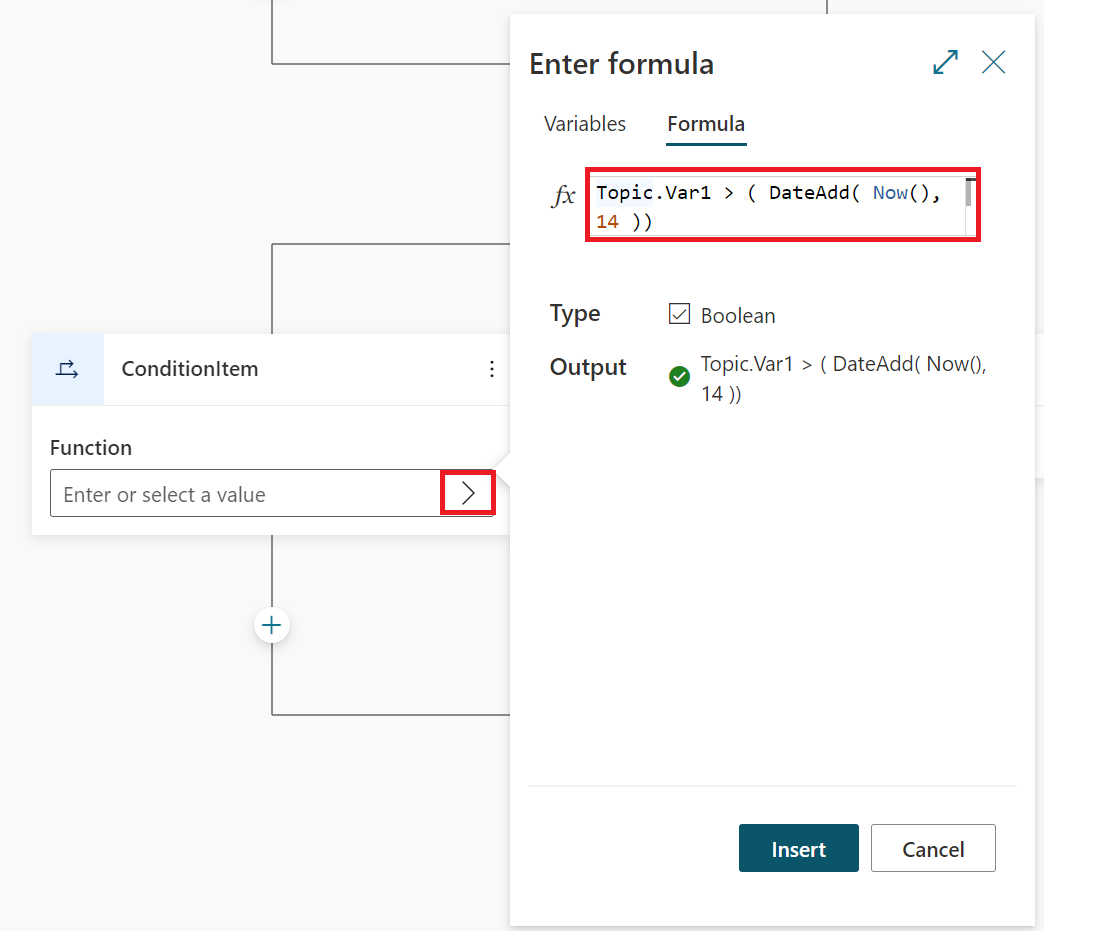 Enter formula
Variables
Formula
fx
Topic.Var1 > ( DateAdd( Now(),
14 ))
Type
Boolean
Output
Topic.Var1 > ( DateAdd( Now(),
14 ))
ConditionItem
Function
Enter or select a value
Insert
Cancel